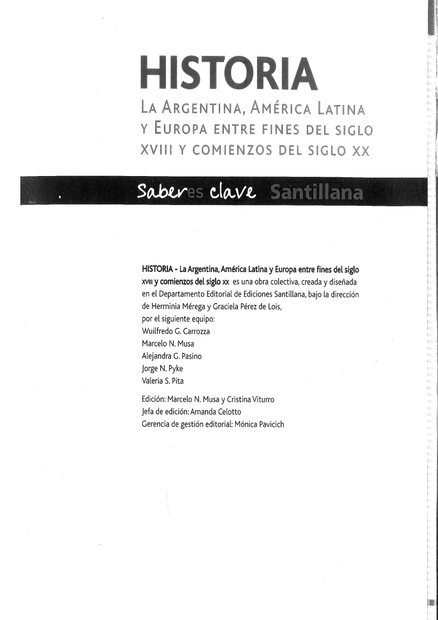 HISTORIA
LA ARGENTINA, AMÉRICA LATINA
Y EUROPA ENTRE FINES DEL SIGLO
XVIII Y COMIENZOS DEL SIGLO XX
Saberes clave Santillana
HISTORIA - La Argentina, América Latina y Europa entre fines del siglo
XVIII y comienzos del siglo XX es una obra colectiva, creada y diseñada
en el Departamento Editorial de Ediciones Santillana, bajo la dirección
de Herminia Mérega y Graciela Pérez de Lois,
por el siguiente equipo:
Wuilfredo G. Carrozza
Marcelo N. Musa
Alejandra G. Pasino
Jorge N. Pyke
Valeria S. Pita
Edición: Marcelo N. Musa y Cristina Viturro
Jefa de edición: Amanda Celotto
Gerencia de gestión editorial: Mónica Pavicich